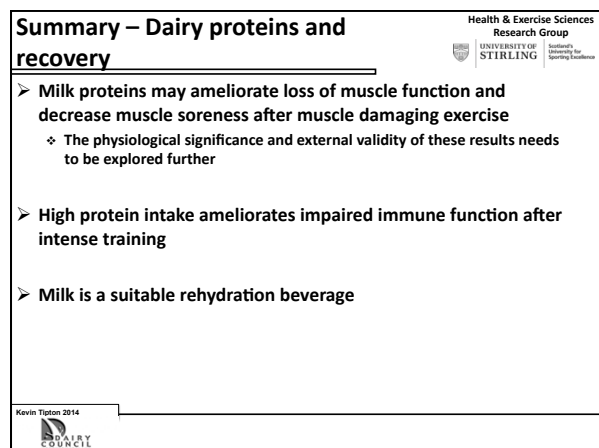 Summary – Dairy proteins and
recovery
Health & Exercise Sciences
Research Group
UNIVERSITY OF
STIRLING
Scotland's
University for
Sporting Excellence
➢ Milk proteins may ameliorate loss of muscle function and
decrease muscle soreness after muscle damaging exercise
❖ The physiological significance and external validity of these results needs
to be explored further
➢ High protein intake ameliorates impaired immune function after
intense training
➢ Milk is a suitable rehydration beverage
Kevin Tipton 2014
DAIRY
COUNCIL